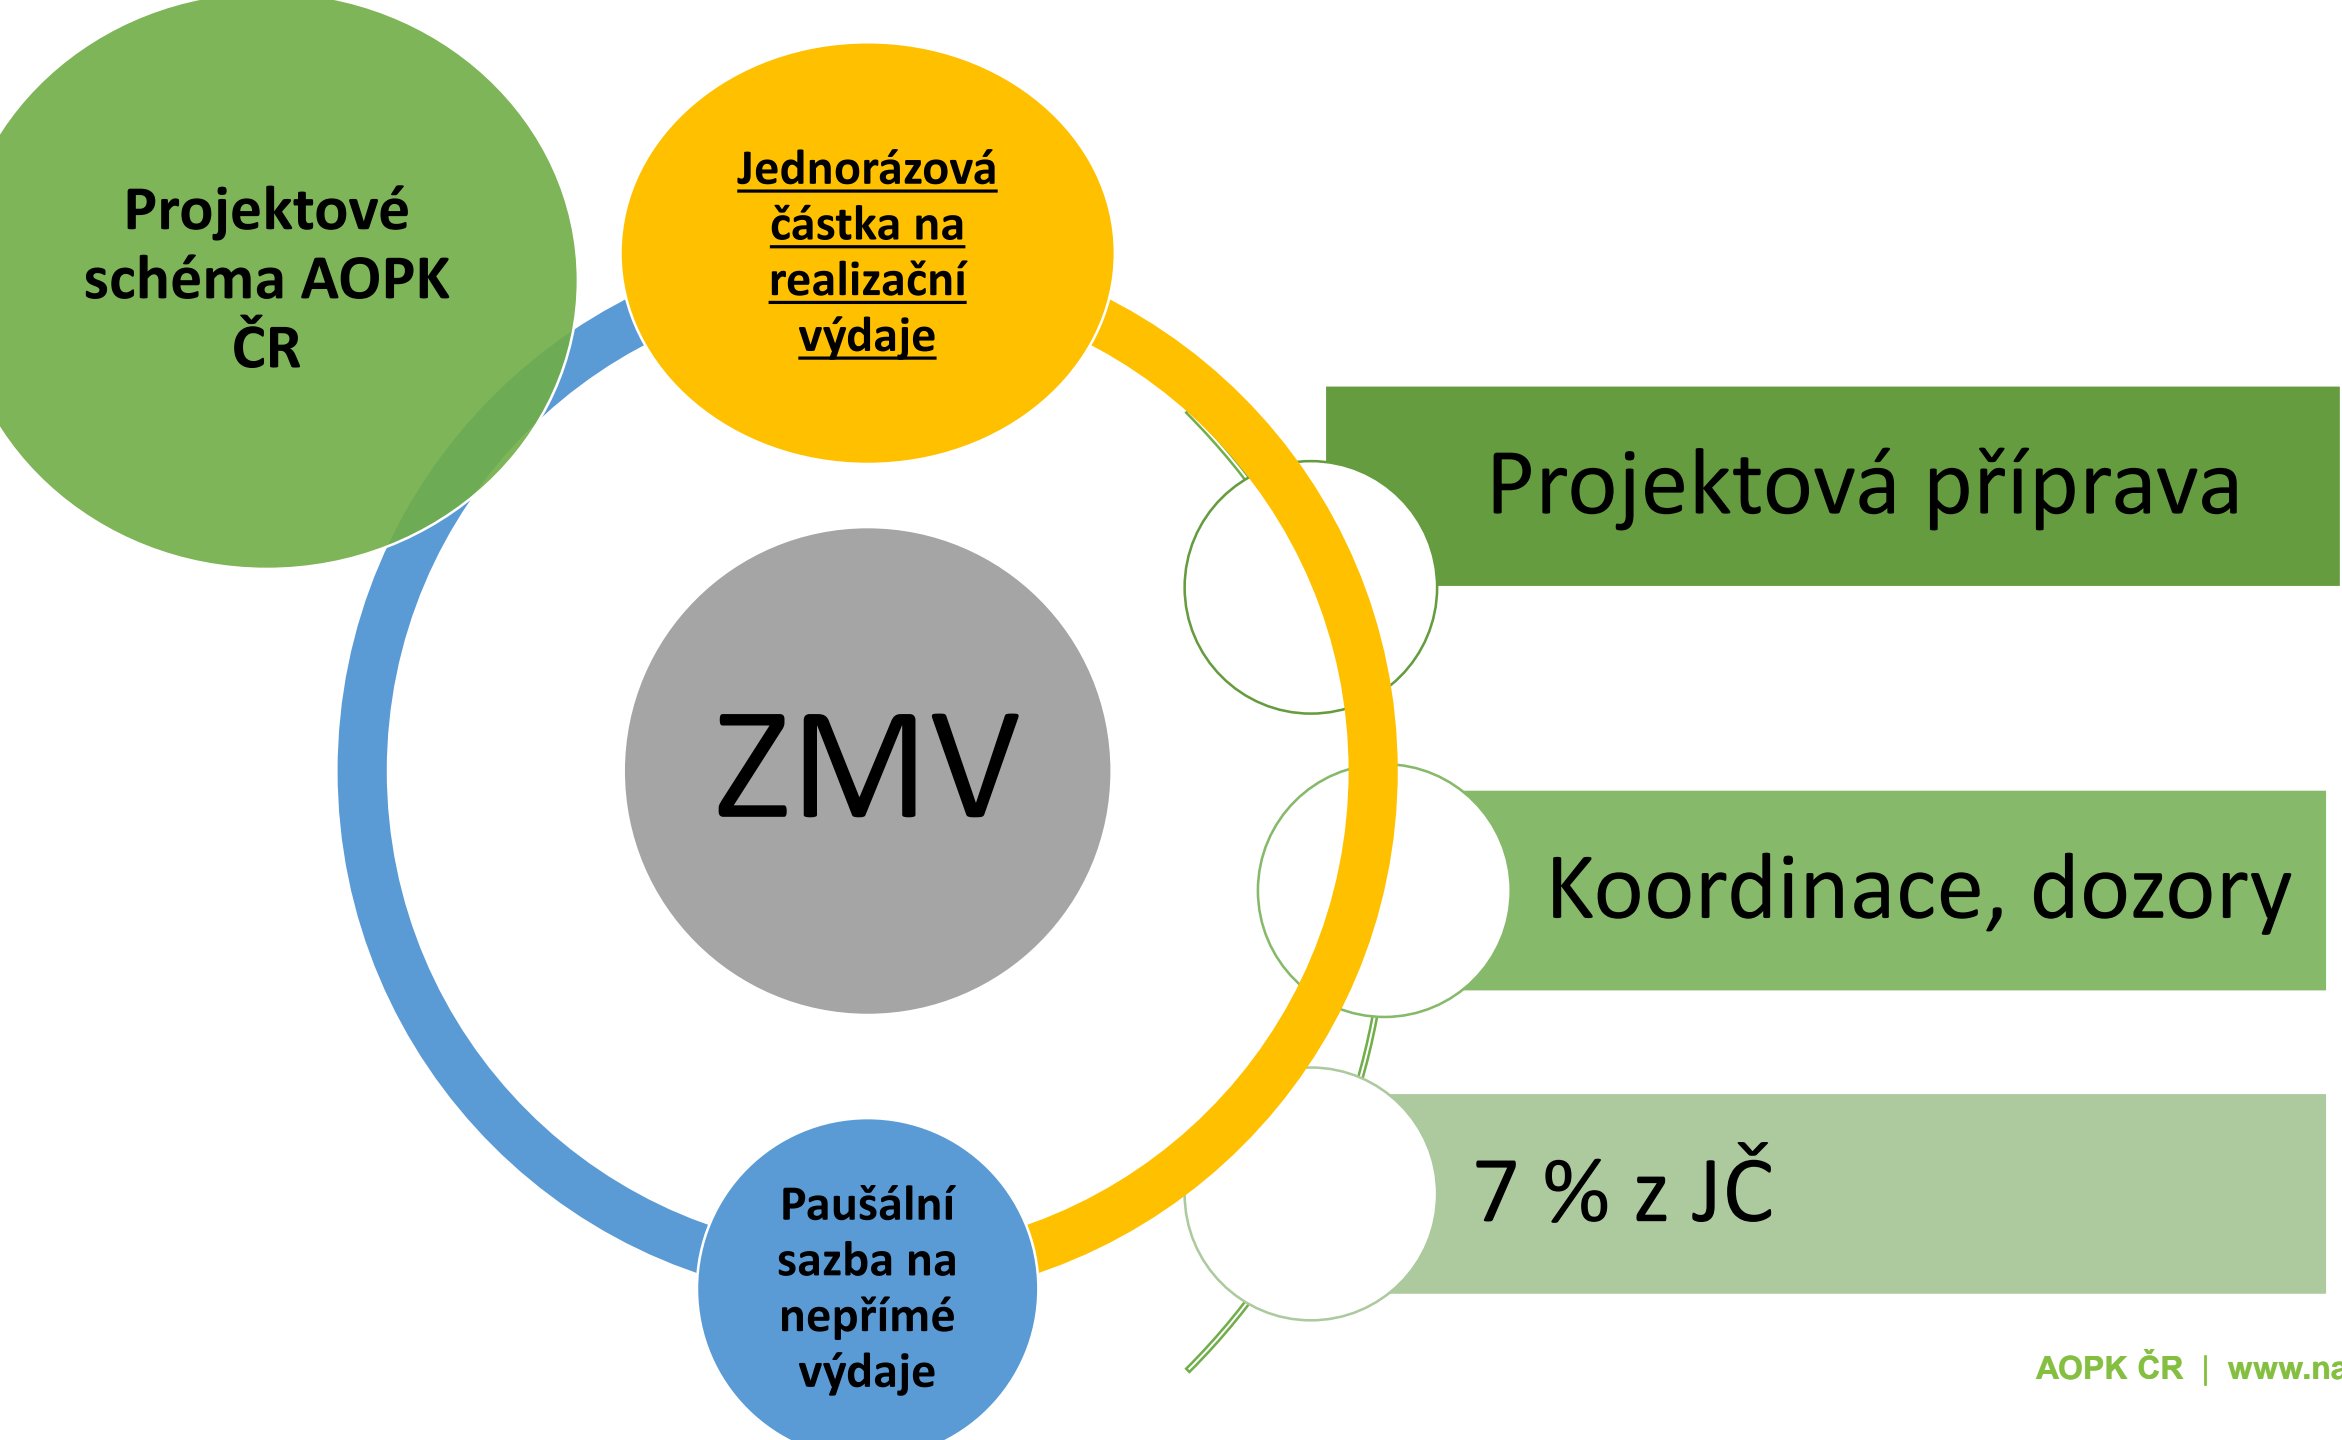 Projektové
schéma AOPK
ČR
Jednorázová
částka na
realizační
výdaje
ZMV
Paušální
sazba na
nepřímé
výdaje
Projektová příprava
Koordinace, dozory
7 % z JČ
AOPK ČR | www.na